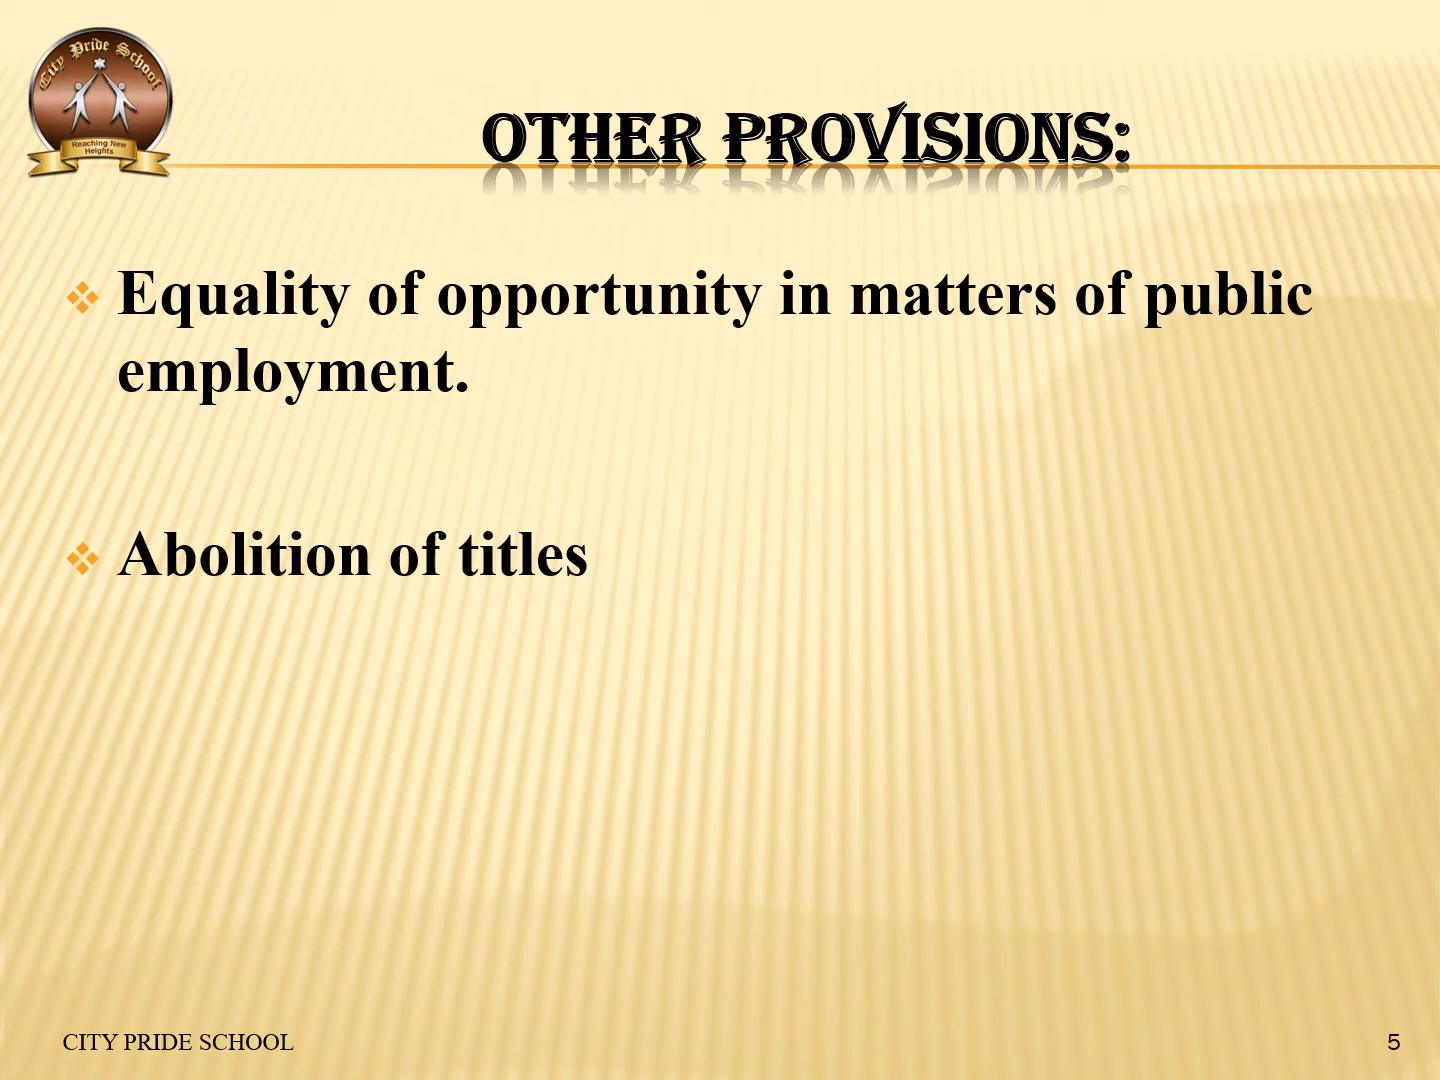 City Pride School
Reaching New
Heights
OTHER PROVISIONS:
Equality of opportunity in matters of public
employment.
Abolition of titles
CITY PRIDE SCHOOL
5